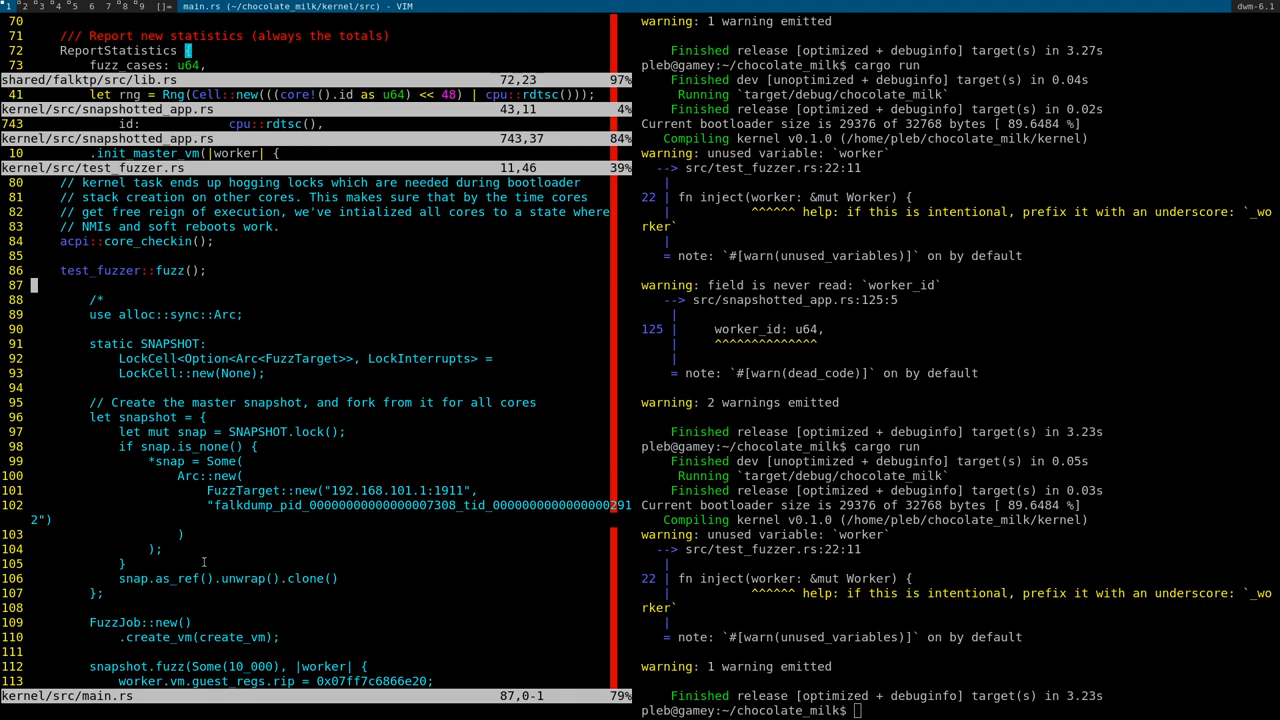 1 2 3 4 5 6 7 8 9 []= main.rs (~/chocolate_milk/kernel/src) - VIM dwm-6.1
70
71     /// Report new statistics (always the totals)
72     ReportStatistics {
73         fuzz_cases: u64,
shared/falktp/src/lib.rs 72,23 97%
41         let rng = Rng(Cell::new(((core!().id as u64) << 48) | cpu::rdtsc()));
kernel/src/snapshotted_app.rs 43,11 4%
743             id:            cpu::rdtsc(),
kernel/src/snapshotted_app.rs 743,37 84%
10         .init_master_vm(|worker| {
kernel/src/test_fuzzer.rs 11,46 39%
80     // kernel task ends up hogging locks which are needed during bootloader
81     // stack creation on other cores. This makes sure that by the time cores
82     // get free reign of execution, we've intialized all cores to a state where
83     // NMIs and soft reboots work.
84     acpi::core_checkin();
85
86     test_fuzzer::fuzz();
87
88         /*
89         use alloc::sync::Arc;
90
91         static SNAPSHOT:
92             LockCell<Option<Arc<FuzzTarget>>, LockInterrupts> =
93             LockCell::new(None);
94
95         // Create the master snapshot, and fork from it for all cores
96         let snapshot = {
97             let mut snap = SNAPSHOT.lock();
98             if snap.is_none() {
99                 *snap = Some(
100                     Arc::new(
101                         FuzzTarget::new("192.168.101.1:1911",
102                         "falkdump_pid_00000000000000007308_tid_00000000000000000291
2")
103                     )
104                 );
105             }
106             snap.as_ref().unwrap().clone()
107         };
108
109         FuzzJob::new()
110             .create_vm(create_vm);
111
112         snapshot.fuzz(Some(10_000), |worker| {
113             worker.vm.guest_regs.rip = 0x07ff7c6866e20;
kernel/src/main.rs 87,0-1 79%
warning: 1 warning emitted
    Finished release [optimized + debuginfo] target(s) in 3.27s
pleb@gamey:~/chocolate_milk$ cargo run
    Finished dev [unoptimized + debuginfo] target(s) in 0.04s
     Running `target/debug/chocolate_milk`
    Finished release [optimized + debuginfo] target(s) in 0.02s
Current bootloader size is 29376 of 32768 bytes [ 89.6484 %]
   Compiling kernel v0.1.0 (/home/pleb/chocolate_milk/kernel)
warning: unused variable: `worker`
  --> src/test_fuzzer.rs:22:11
   |
22 | fn inject(worker: &mut Worker) {
   |           ^^^^^^ help: if this is intentional, prefix it with an underscore: `_wo
rker`
   |
   = note: `#[warn(unused_variables)]` on by default
warning: field is never read: `worker_id`
   --> src/snapshotted_app.rs:125:5
    |
125 |     worker_id: u64,
    |     ^^^^^^^^^^^^^^
    |
    = note: `#[warn(dead_code)]` on by default
warning: 2 warnings emitted
    Finished release [optimized + debuginfo] target(s) in 3.23s
pleb@gamey:~/chocolate_milk$ cargo run
    Finished dev [unoptimized + debuginfo] target(s) in 0.05s
     Running `target/debug/chocolate_milk`
    Finished release [optimized + debuginfo] target(s) in 0.03s
Current bootloader size is 29376 of 32768 bytes [ 89.6484 %]
   Compiling kernel v0.1.0 (/home/pleb/chocolate_milk/kernel)
warning: unused variable: `worker`
  --> src/test_fuzzer.rs:22:11
   |
22 | fn inject(worker: &mut Worker) {
   |           ^^^^^^ help: if this is intentional, prefix it with an underscore: `_wo
rker`
   |
   = note: `#[warn(unused_variables)]` on by default
warning: 1 warning emitted
    Finished release [optimized + debuginfo] target(s) in 3.23s
pleb@gamey:~/chocolate_milk$